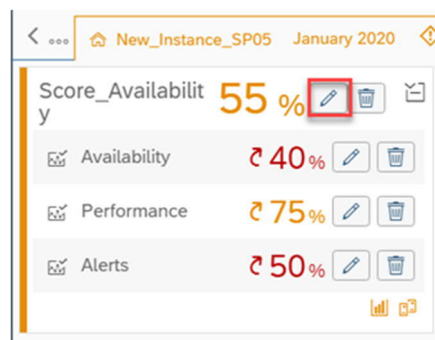 New_Instance_SP05 January 2020
Score_Availabilit
y
55 %
Availability 40%
Performance 75%
Alerts 50%